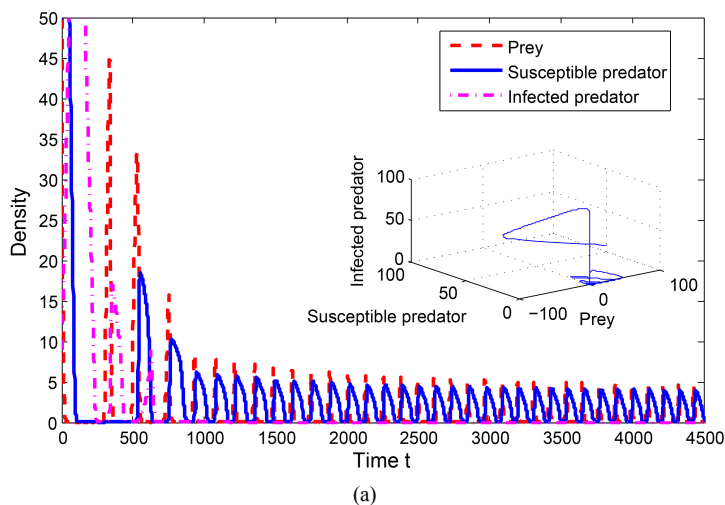 50
45
40
35
30
25
20
15
10
5
0
Density
0 500 1000 1500 2000 2500 3000 3500 4000 4500
Time t
Prey
Susceptible predator
Infected predator
100
50
0
Infected predator
100
50
0
Susceptible predator
−100
0
100
Prey
(a)